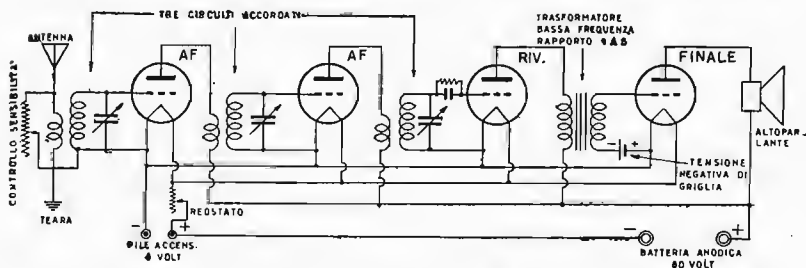 TRE CIRCUITI ACCORDATI
TRASFORMATORE
BASSA FREQUENZA
RAPPORTO 1 A 5
ANTENNA
AF
AF
RIV.
FINALE
CONTROLLO SENSIBILITA'
ALTOPAR-
LANTE
TENSIONE
NEGATIVA DI
GRIGLIA
- +
TERRA
REOSTATO
- +
PILE ACCENS.
4 VOLT
- +
BATTERIA ANODICA
80 VOLT